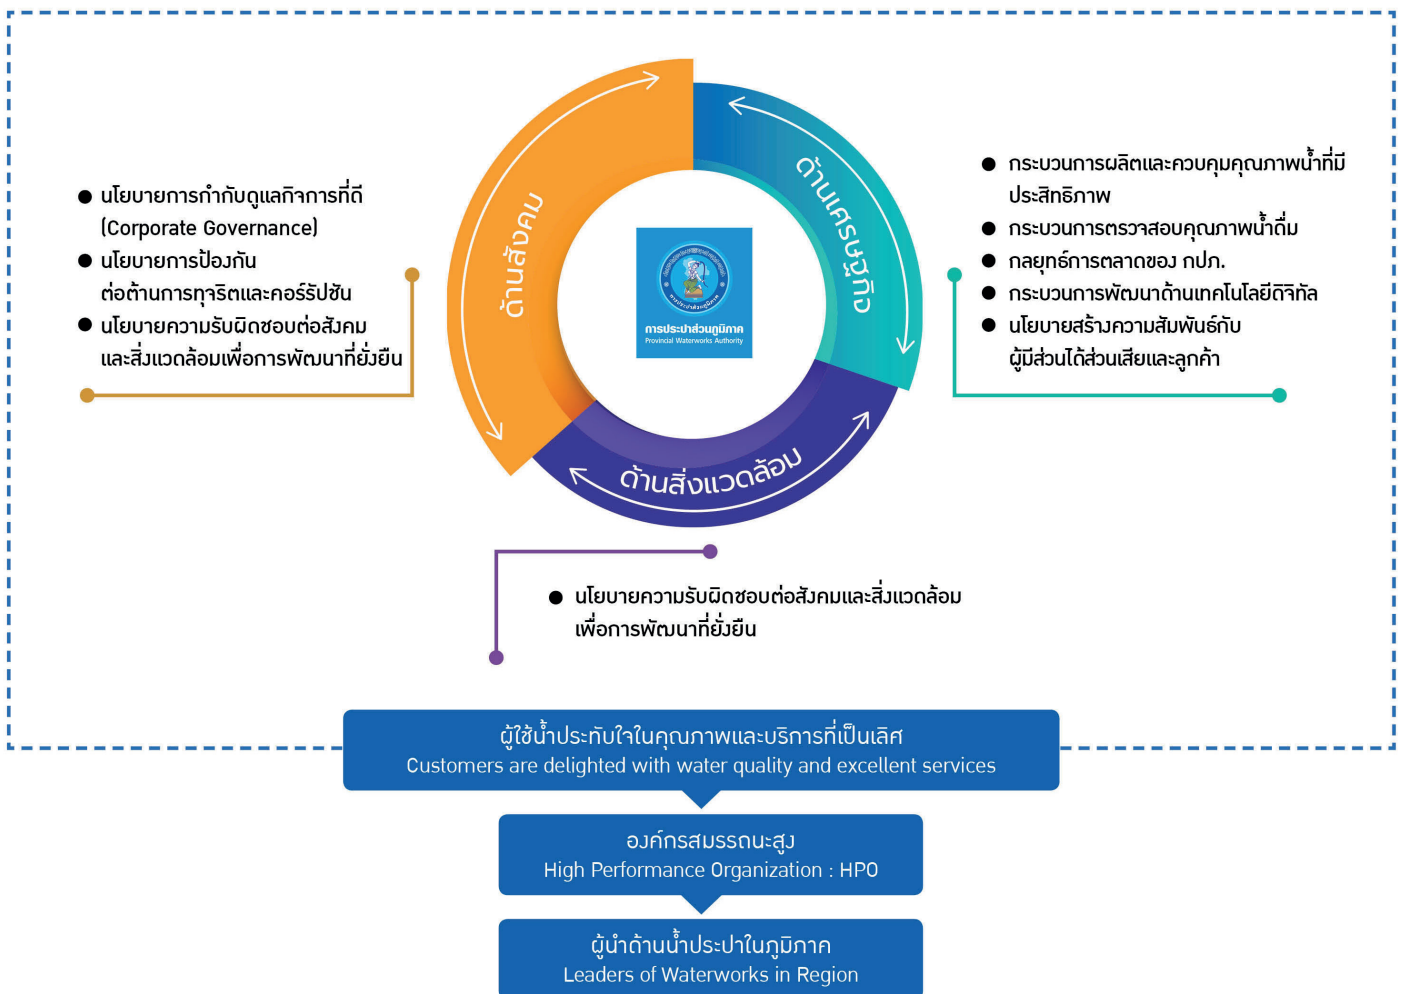 ด้านสังคม
ด้านเศรษฐกิจ
ด้านสิ่งแวดล้อม
การประปาส่วนภูมิภาค
การประปาส่วนภูมิภาค
Provincial Waterworks Authority
● นโยบายการกำกับดูแลกิจการที่ดี
(Corporate Governance)
● นโยบายการป้องกัน
ต่อต้านการทุจริตและคอร์รัปชัน
● นโยบายความรับผิดชอบต่อสังคม
และสิ่งแวดล้อมเพื่อการพัฒนาที่ยั่งยืน
● กระบวนการผลิตและควบคุมคุณภาพน้ำที่มี
ประสิทธิภาพ
● กระบวนการตรวจสอบคุณภาพน้ำดื่ม
● กลยุทธ์การตลาดของ กปภ.
● กระบวนการพัฒนาด้านเทคโนโลยีดิจิทัล
● นโยบายสร้างความสัมพันธ์กับ
ผู้มีส่วนได้ส่วนเสียและลูกค้า
● นโยบายความรับผิดชอบต่อสังคมและสิ่งแวดล้อม
เพื่อการพัฒนาที่ยั่งยืน
ผู้ใช้น้ำประทับใจในคุณภาพและบริการที่เป็นเลิศ
Customers are delighted with water quality and excellent services
องค์กรสมรรถนะสูง
High Performance Organization : HPO
ผู้นำด้านน้ำประปาในภูมิภาค
Leaders of Waterworks in Region